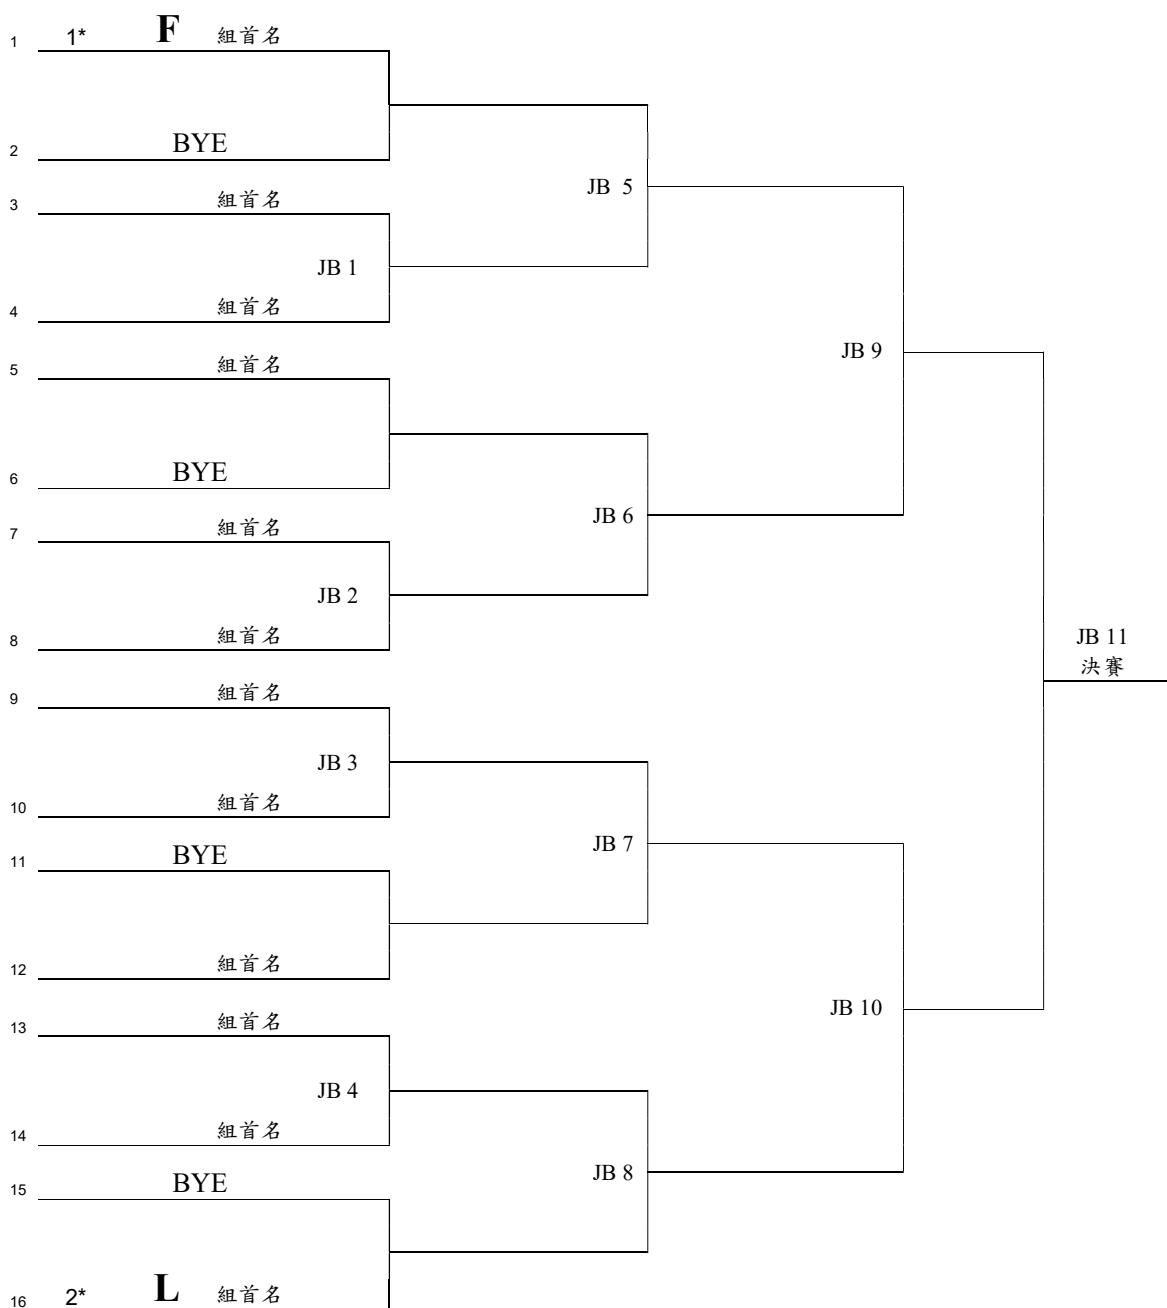 1 1* F 組首名
2 BYE
3 組首名
JB 5
JB 1
4 組首名
5 組首名
JB 9
6 BYE
7 組首名
JB 6
JB 2
8 組首名
JB 11
決賽
9 組首名
JB 3
10 組首名
JB 7
11 BYE
12 組首名
13 組首名
JB 10
JB 4
14 組首名
15 BYE
JB 8
16 2* L 組首名